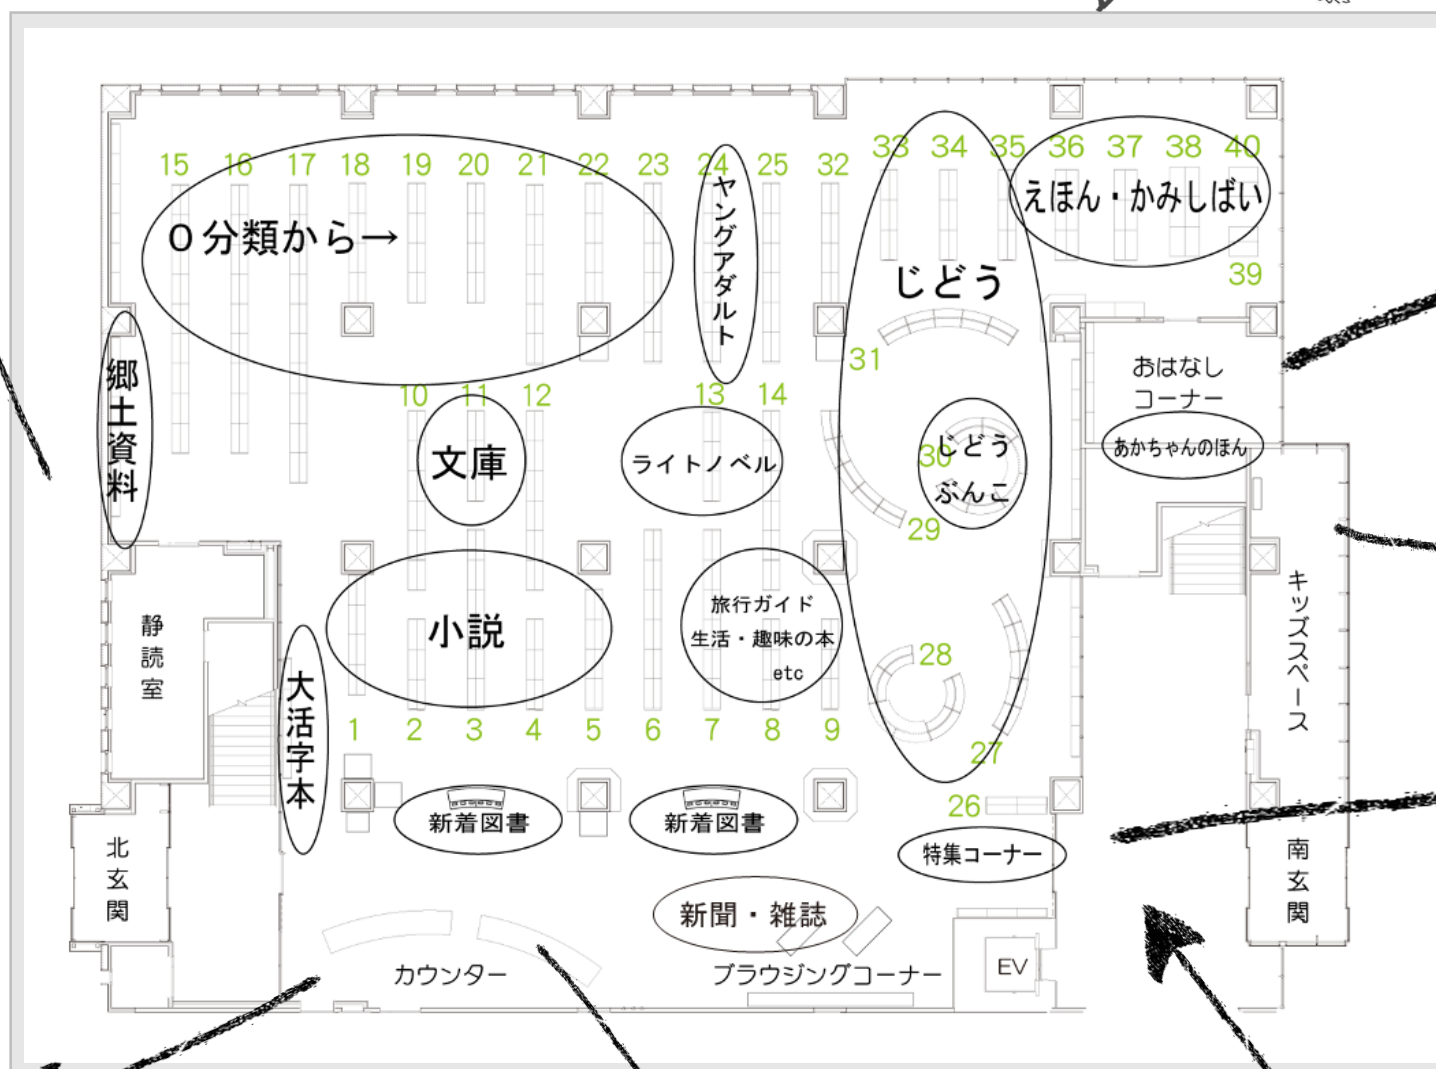 33
34
35
36
37
38
40
15
16
17
18
19
20
21
22
23
24
25
32
えほん・かみしばい
0分類から→
ヤングアダルト
じどう
39
31
おはなし
コーナー
郷土資料
10
11
12
13
14
あかちゃんのほん
文庫
ライトノベル
30
じどう
ぶんこ
29
キッズスペース
旅行ガイド
生活・趣味の本
etc
小説
静読室
28
大活字本
1
2
3
4
5
6
7
8
9
27
26
新着図書
新着図書
特集コーナー
北玄関
南玄関
新聞・雑誌
カウンター
ブラウジングコーナー
EV